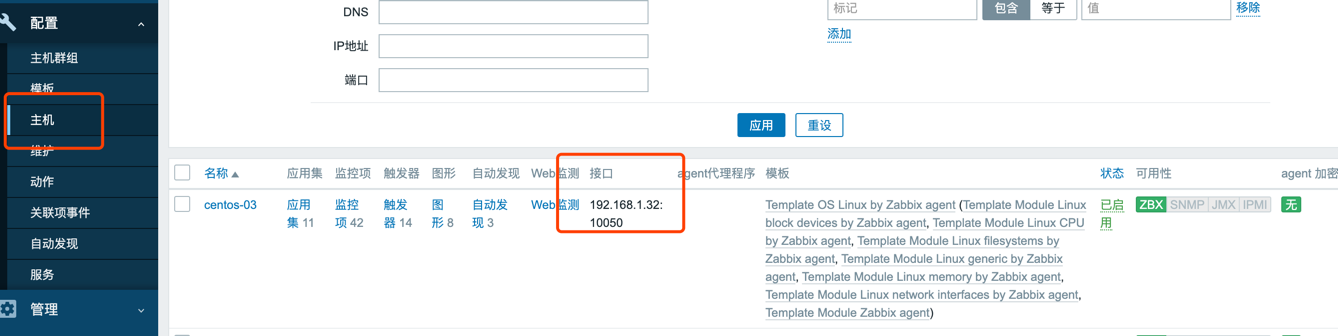 配置
主机群组
模板
主机
维护
动作
关联项事件
自动发现
服务
管理
DNS
IP地址
端口
标记 包含 等于 值 移除
添加
应用 重设
名称 应用集 监控项 触发器 图形 自动发现 Web监测 接口 agent代理程序 模板 状态 可用性 agent 加密
centos-03
应用
集 11
监控
项 42
触发
器 14
图
形 8
自动发
现 3
Web监测
192.168.1.32:
10050
Template OS Linux by Zabbix agent (Template Module Linux
block devices by Zabbix agent, Template Module Linux CPU
by Zabbix agent, Template Module Linux filesystems by
Zabbix agent, Template Module Linux generic by Zabbix
agent, Template Module Linux memory by Zabbix agent,
Template Module Linux network interfaces by Zabbix agent,
Template Module Zabbix agent)
已启
用
ZBX SNMP JMX IPMI
无